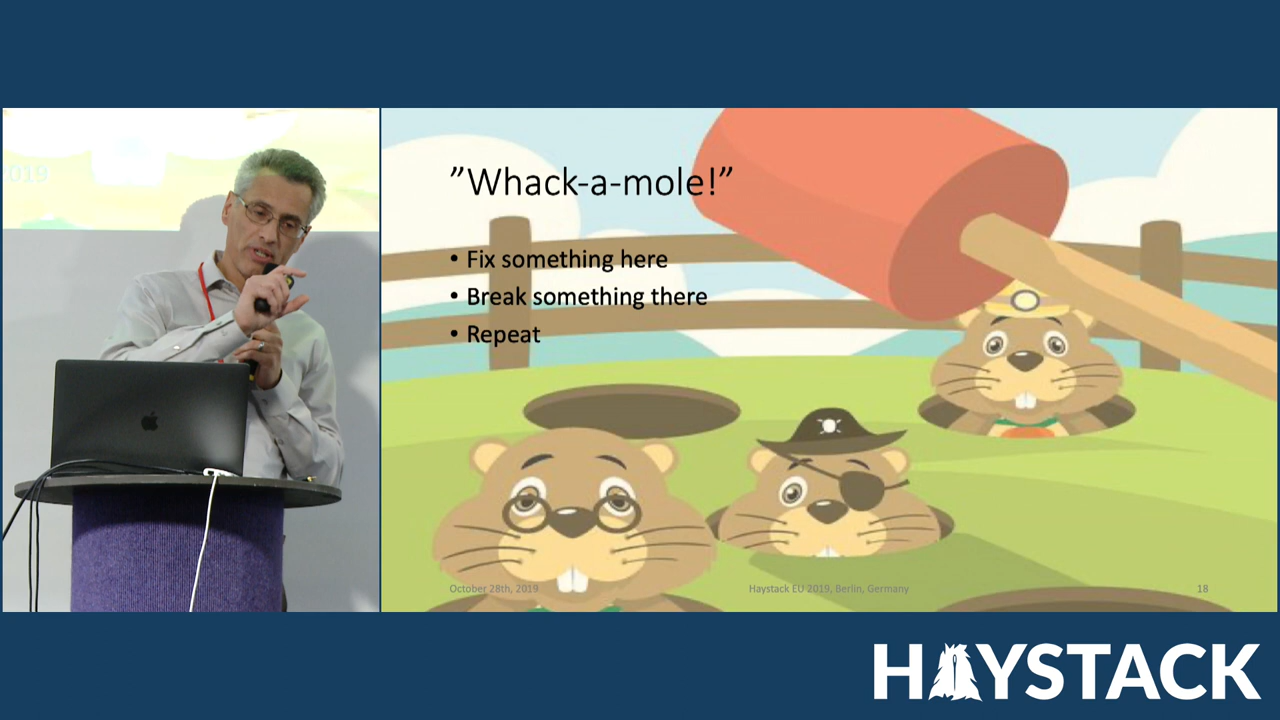 2019
”Whack-a-mole!”
• Fix something here
• Break something there
• Repeat
October 28th, 2019
Haystack EU 2019, Berlin, Germany
18
HAYSTACK